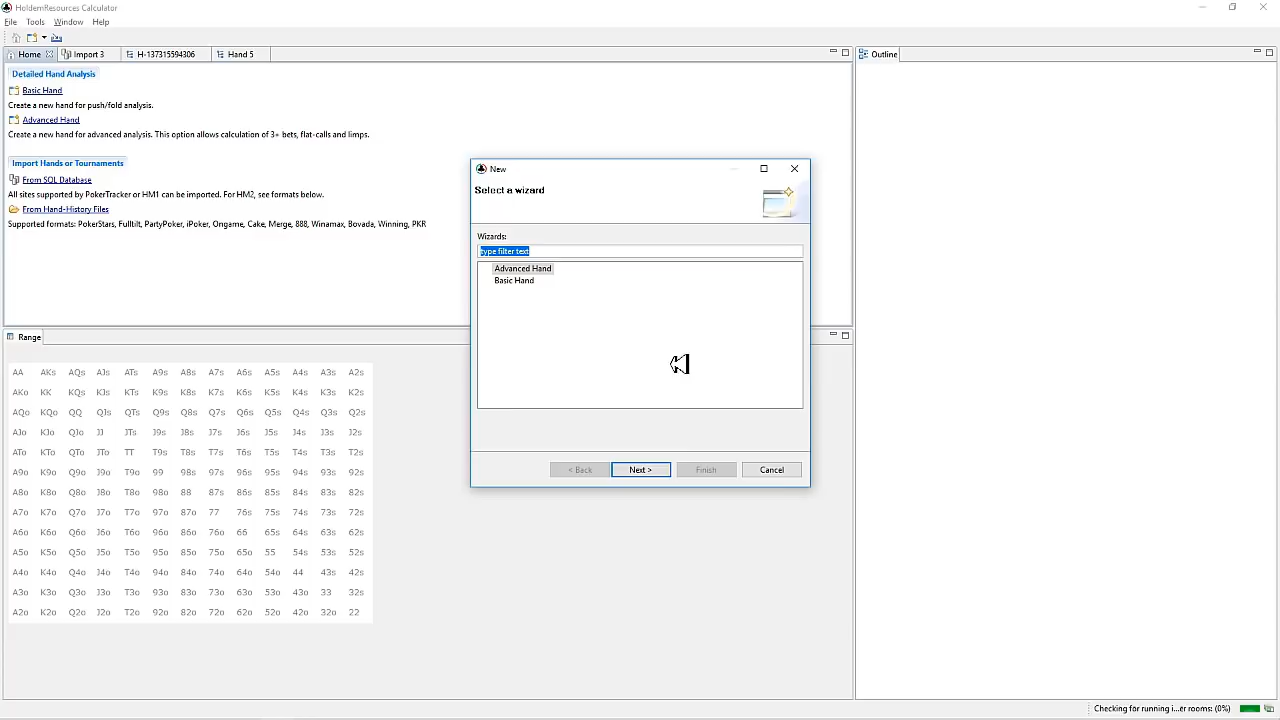 HoldemResources Calculator
File Tools Window Help
Home Import 3 H-137315594306 Hand 5
Outline
Detailed Hand Analysis
Basic Hand
Create a new hand for push/fold analysis.
Advanced Hand
Create a new hand for advanced analysis. This option allows calculation of 3+ bets, flat-calls and limps.
Import Hands or Tournaments
From SQL Database
All sites supported by PokerTracker or HM1 can be imported. For HM2, see formats below.
From Hand-History Files
Supported formats: PokerStars, Fulltilt, PartyPoker, iPoker, Ongame, Cake, Merge, 888, Winamax, Bovada, Winning, PKR
New
Select a wizard
Wizards:
type filter text
Advanced Hand
Basic Hand
< Back Next > Finish Cancel
Range
AA AKs AQs AJs ATs A9s A8s A7s A6s A5s A4s A3s A2s
AKo KK KQs KJs KTs K9s K8s K7s K6s K5s K4s K3s K2s
AQo KQo QQ QJs QTs Q9s Q8s Q7s Q6s Q5s Q4s Q3s Q2s
AJo KJo QJo JJ JTs J9s J8s J7s J6s J5s J4s J3s J2s
ATo KTo QTo JTo TT T9s T8s T7s T6s T5s T4s T3s T2s
A9o K9o Q9o J9o T9o 99 98s 97s 96s 95s 94s 93s 92s
A8o K8o Q8o J8o T8o 98o 88 87s 86s 85s 84s 83s 82s
A7o K7o Q7o J7o T7o 97o 87o 77 76s 75s 74s 73s 72s
A6o K6o Q6o J6o T6o 96o 86o 76o 66 65s 64s 63s 62s
A5o K5o Q5o J5o T5o 95o 85o 75o 65o 55 54s 53s 52s
A4o K4o Q4o J4o T4o 94o 84o 74o 64o 54o 44 43s 42s
A3o K3o Q3o J3o T3o 93o 83o 73o 63o 53o 43o 33 32s
A2o K2o Q2o J2o T2o 92o 82o 72o 62o 52o 42o 32o 22
Checking for running i...er rooms: (0%)